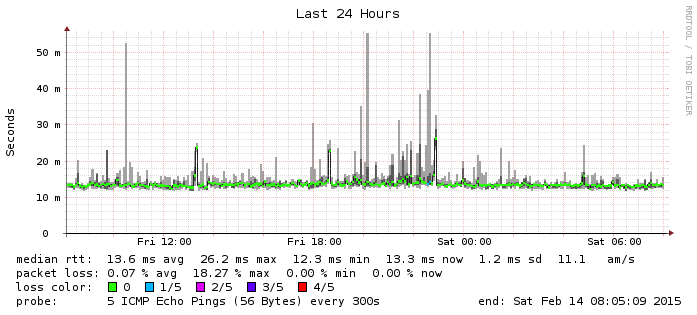 Last 24 Hours
RRDTOOL / TOBI OETIKER
Seconds
50 m
40 m
30 m
20 m
10 m
0
Fri 12:00 Fri 18:00 Sat 00:00 Sat 06:00
median rtt: 13.6 ms avg 26.2 ms max 12.3 ms min 13.3 ms now 1.2 ms sd 11.1 am/s
packet loss: 0.07 % avg 18.27 % max 0.00 % min 0.00 % now
loss color: 0 1/5 2/5 3/5 4/5
probe: 5 ICMP Echo Pings (56 Bytes) every 300s end: Sat Feb 14 08:05:09 2015